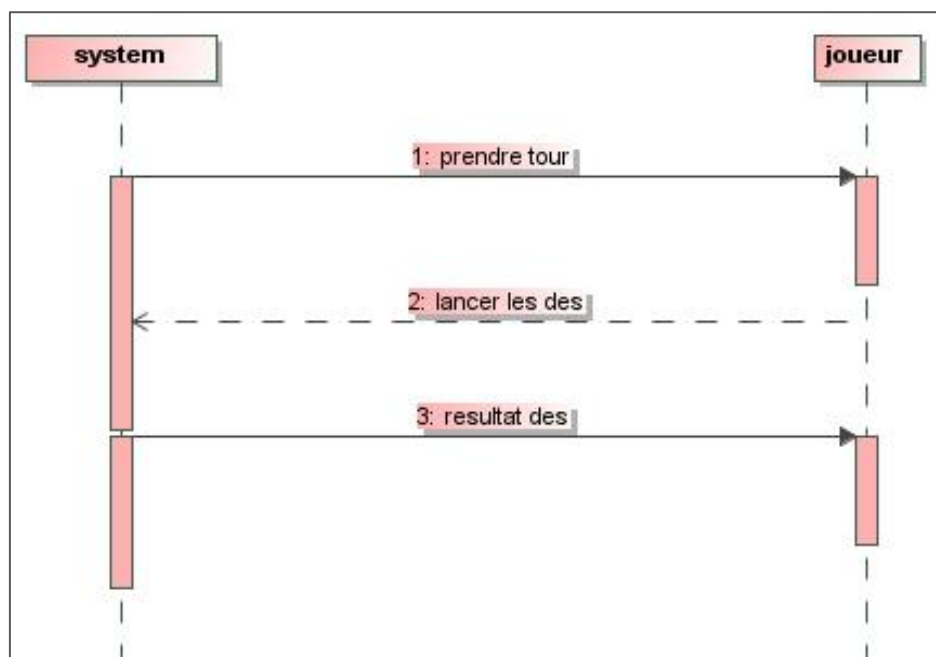 system
joueur
1: prendre tour
2: lancer les des
3: resultat des